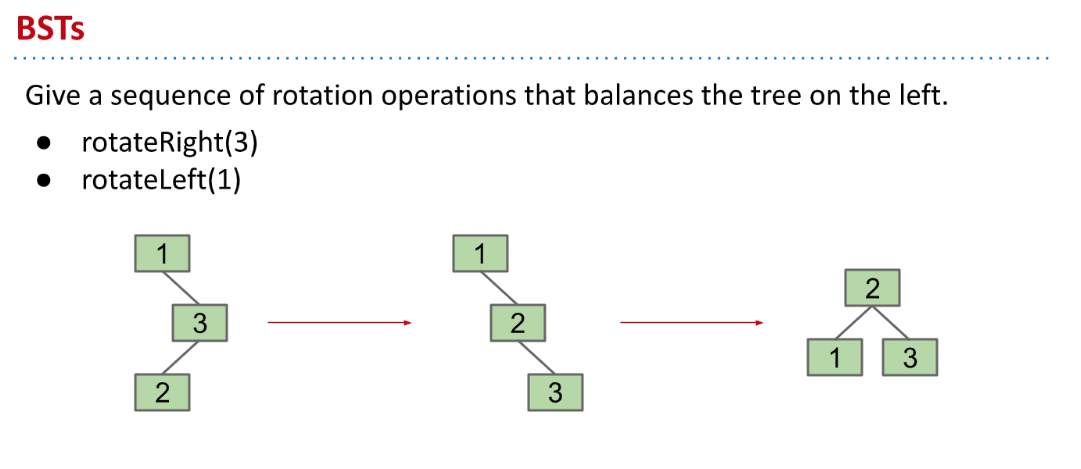 BSTs
Give a sequence of rotation operations that balances the tree on the left.
● rotateRight(3)
● rotateLeft(1)
1
3
2
1
2
3
2
1 3